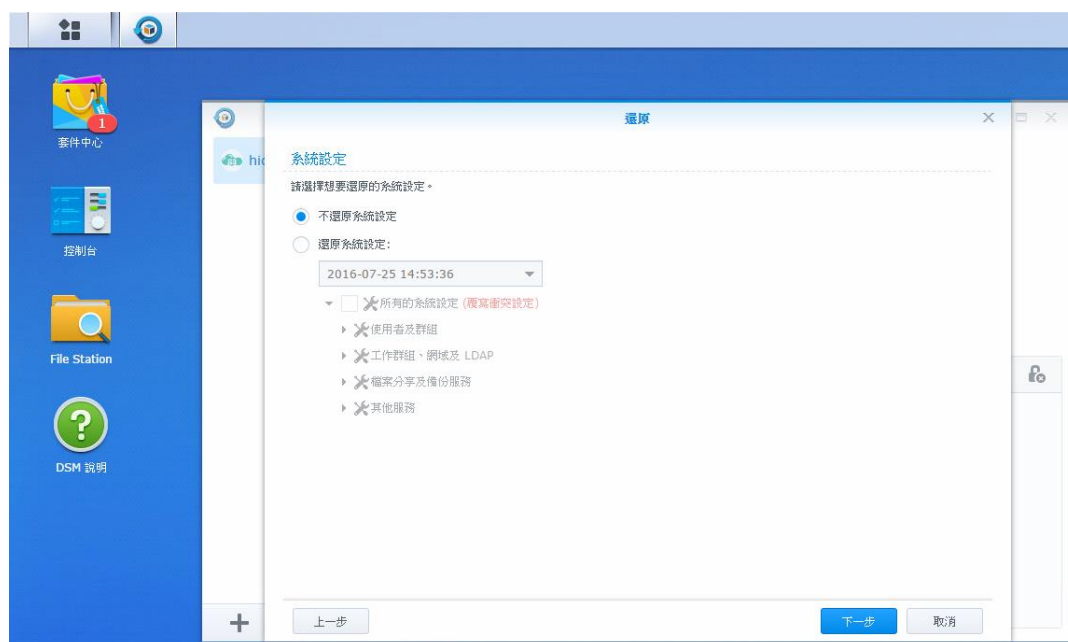 套件中心
1
控制台
File Station
DSM 說明
hic
還原
系統設定
請選擇想要還原的系統設定。
不還原系統設定
還原系統設定:
2016-07-25 14:53:36
所有的系統設定 (覆寫衝突設定)
使用者及群組
工作群組、網域及 LDAP
檔案分享及備份服務
其他服務
上一步
下一步
取消